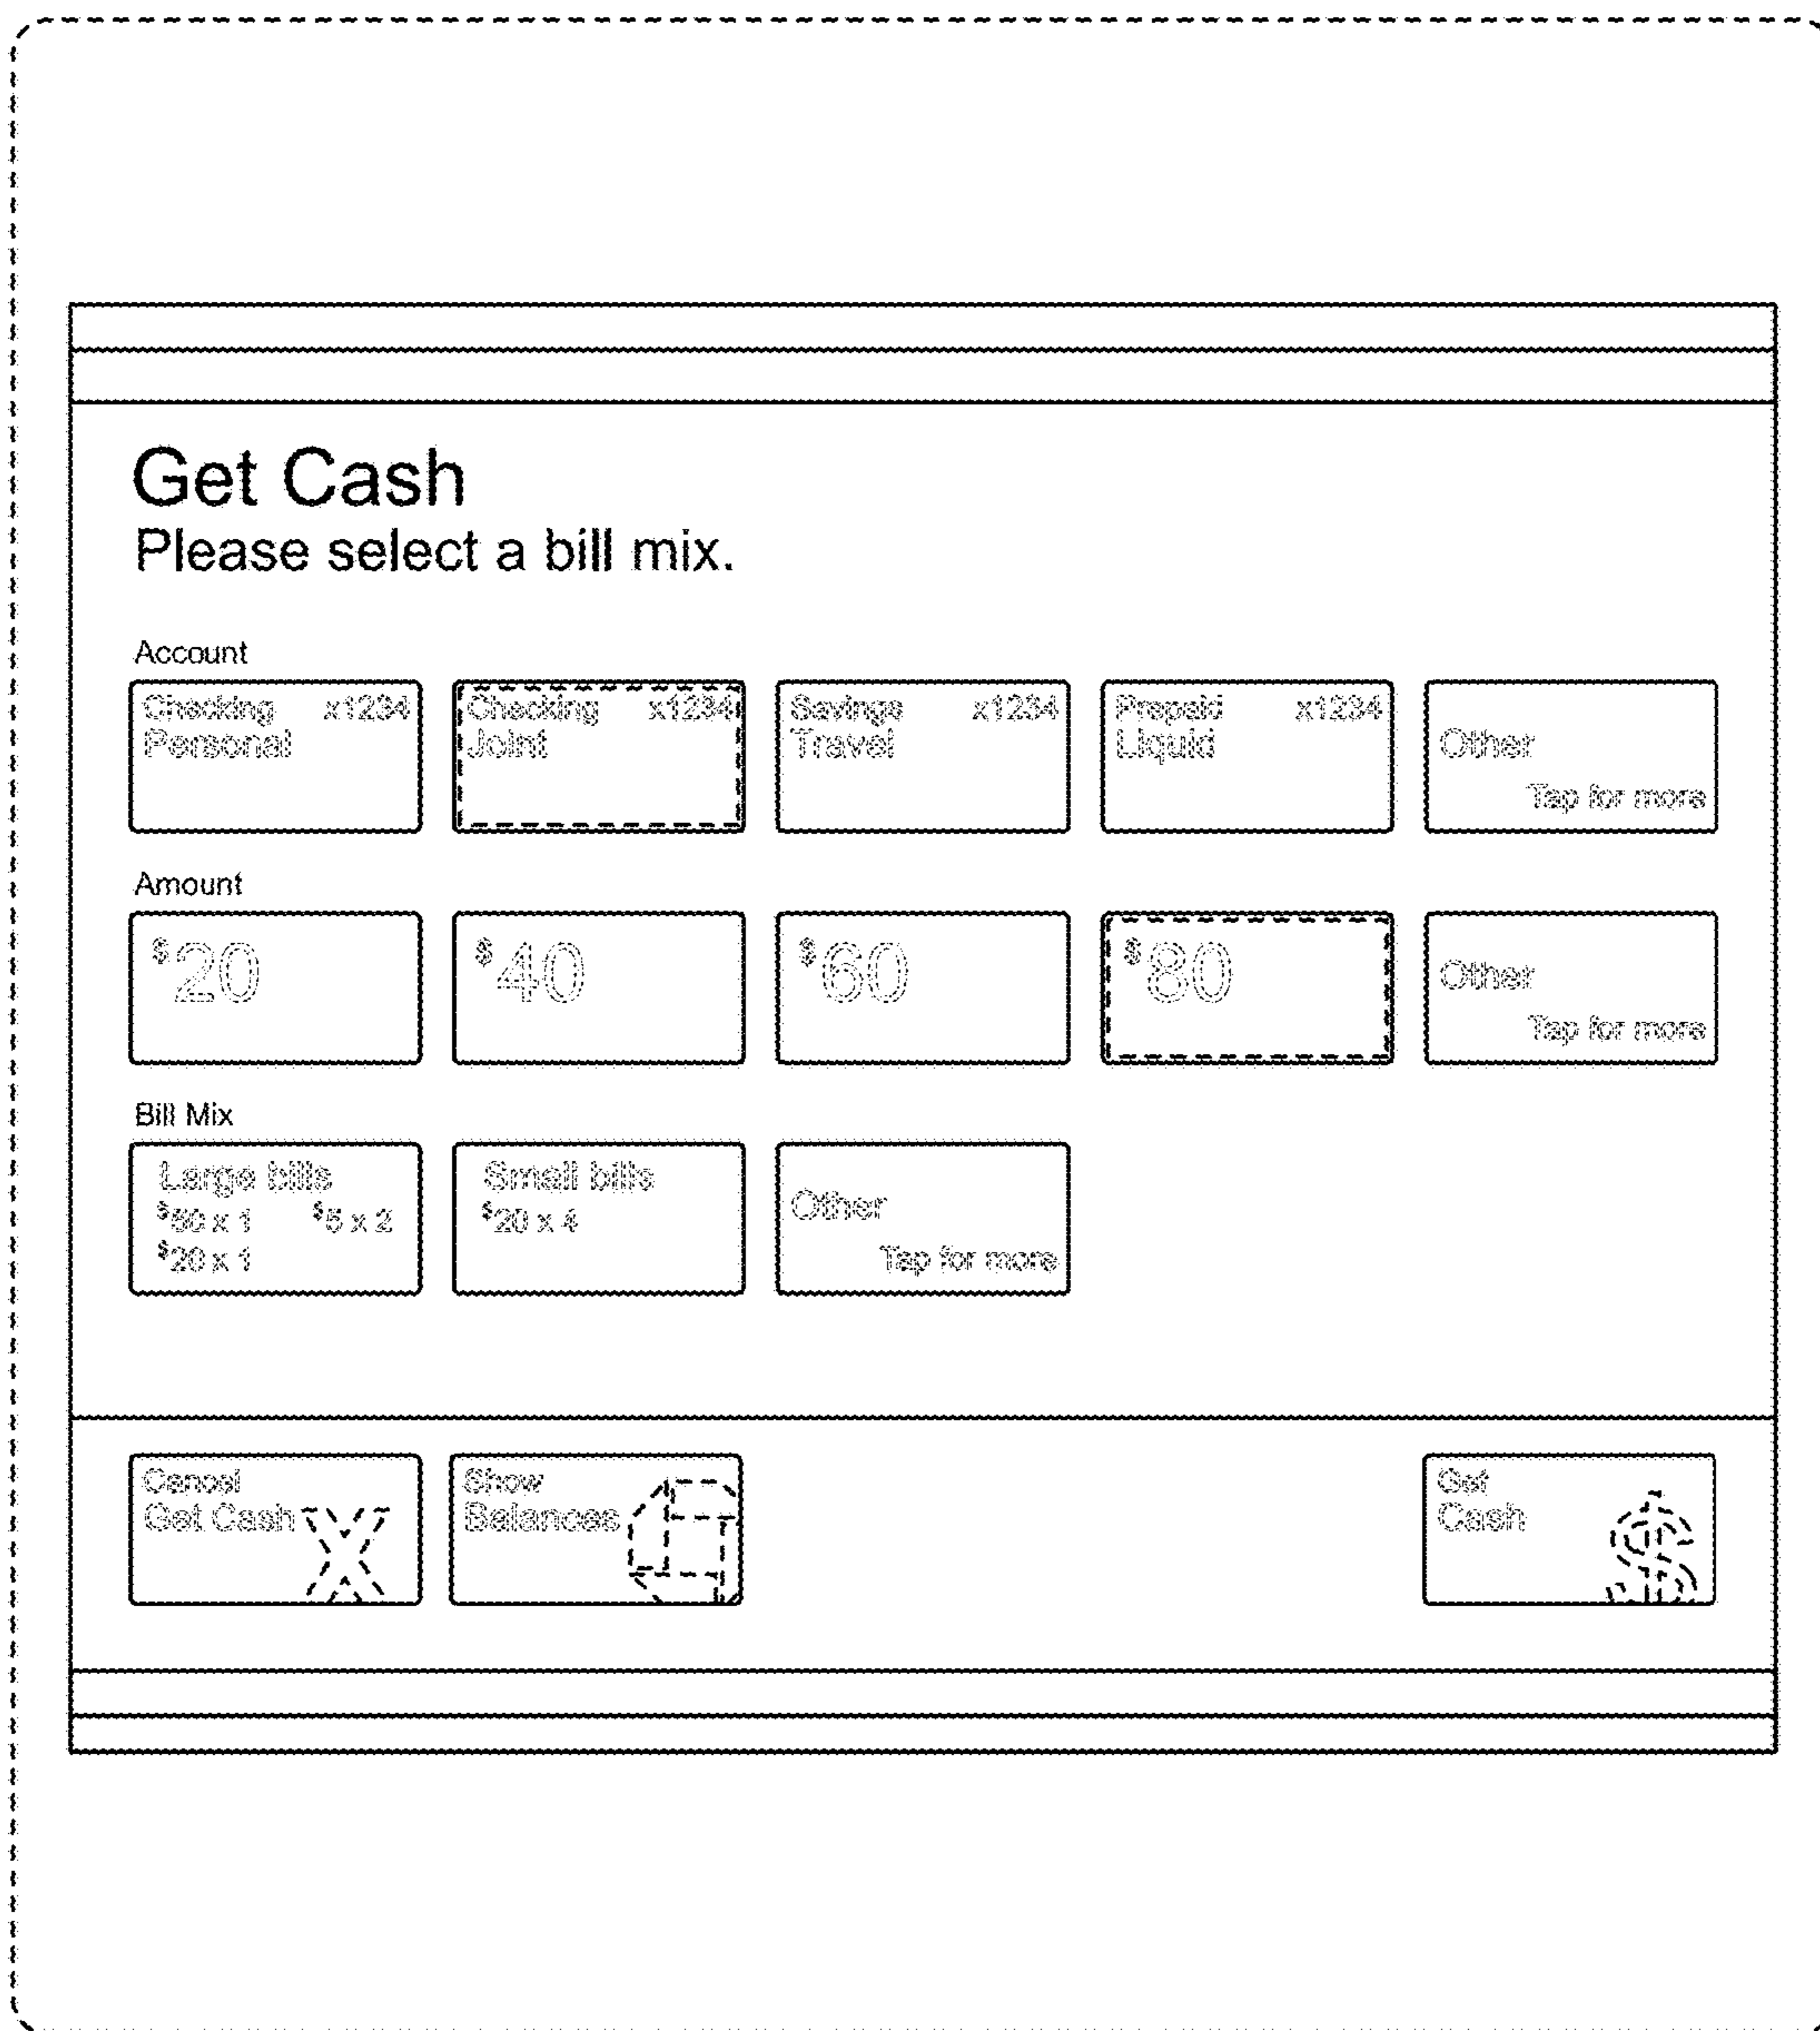 Get Cash
Please select a bill mix.
Account
Checking x1234
Personal
Checking x1234
Joint
Savings x1234
Travel
Prepaid x1234
Liquid
Other
Tap for more
Amount
$20
$40
$60
$80
Other
Tap for more
Bill Mix
Large bills
$50 x 1 $5 x 2
$20 x 1
Small bills
$20 x 4
Other
Tap for more
Cancel
Get Cash X
Show
Balances
Get
Cash $